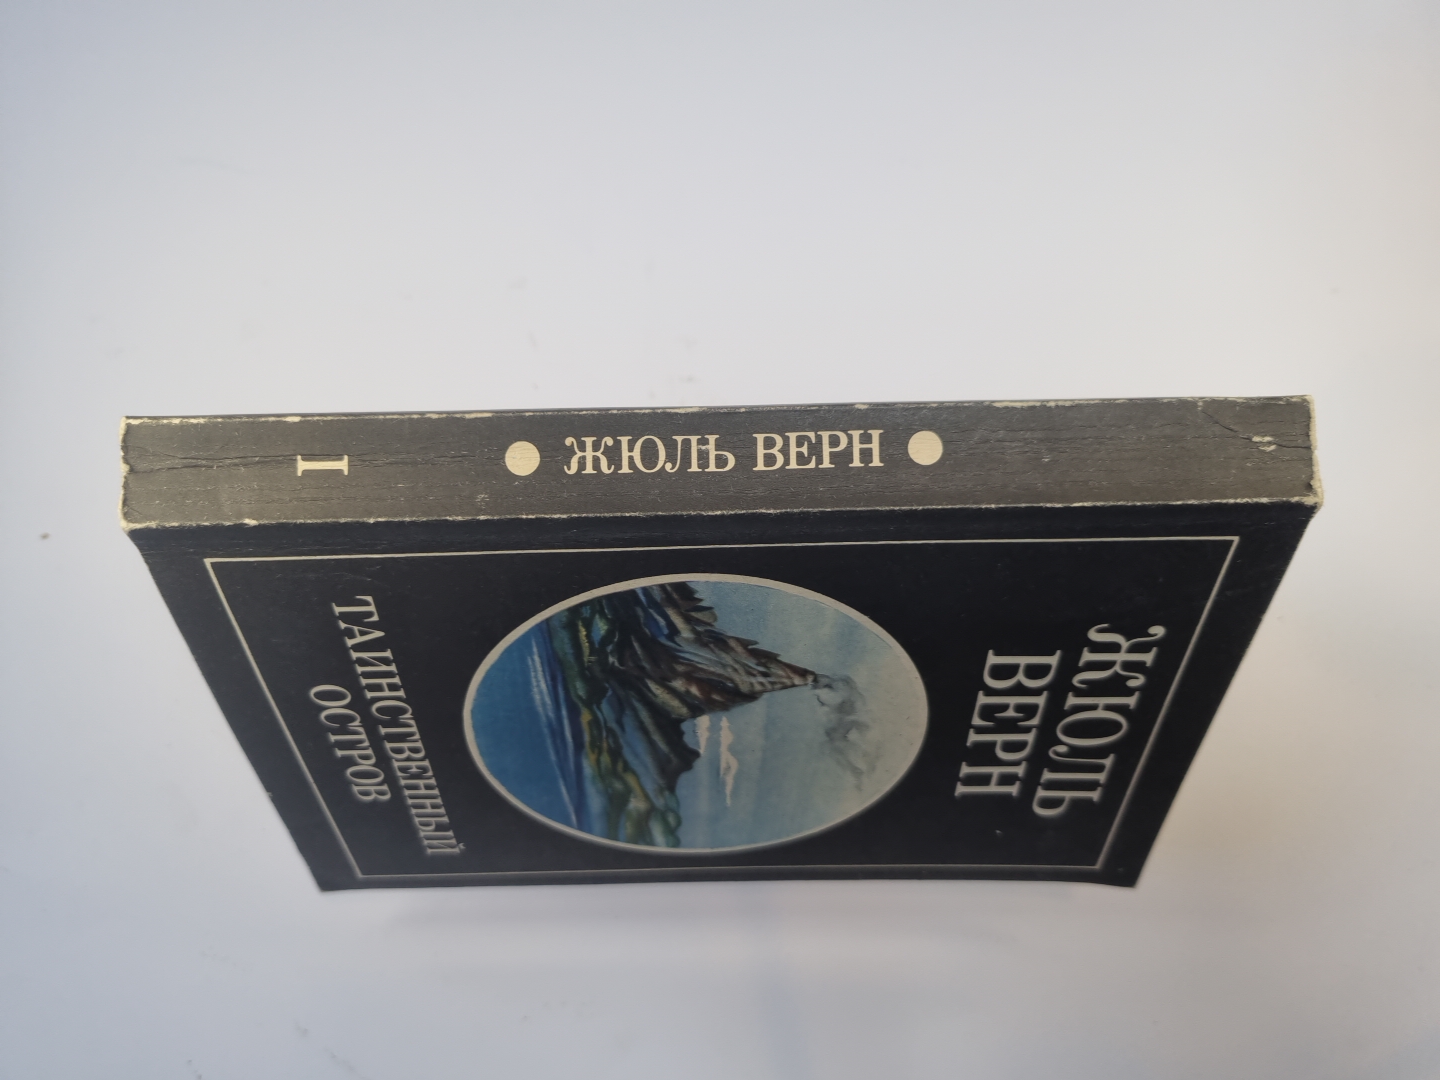 I
ЖЮЛЬ ВЕРН
ЖЮЛЬ
ВЕРН
ТАИНСТВЕННЫЙ
ОСТРОВ